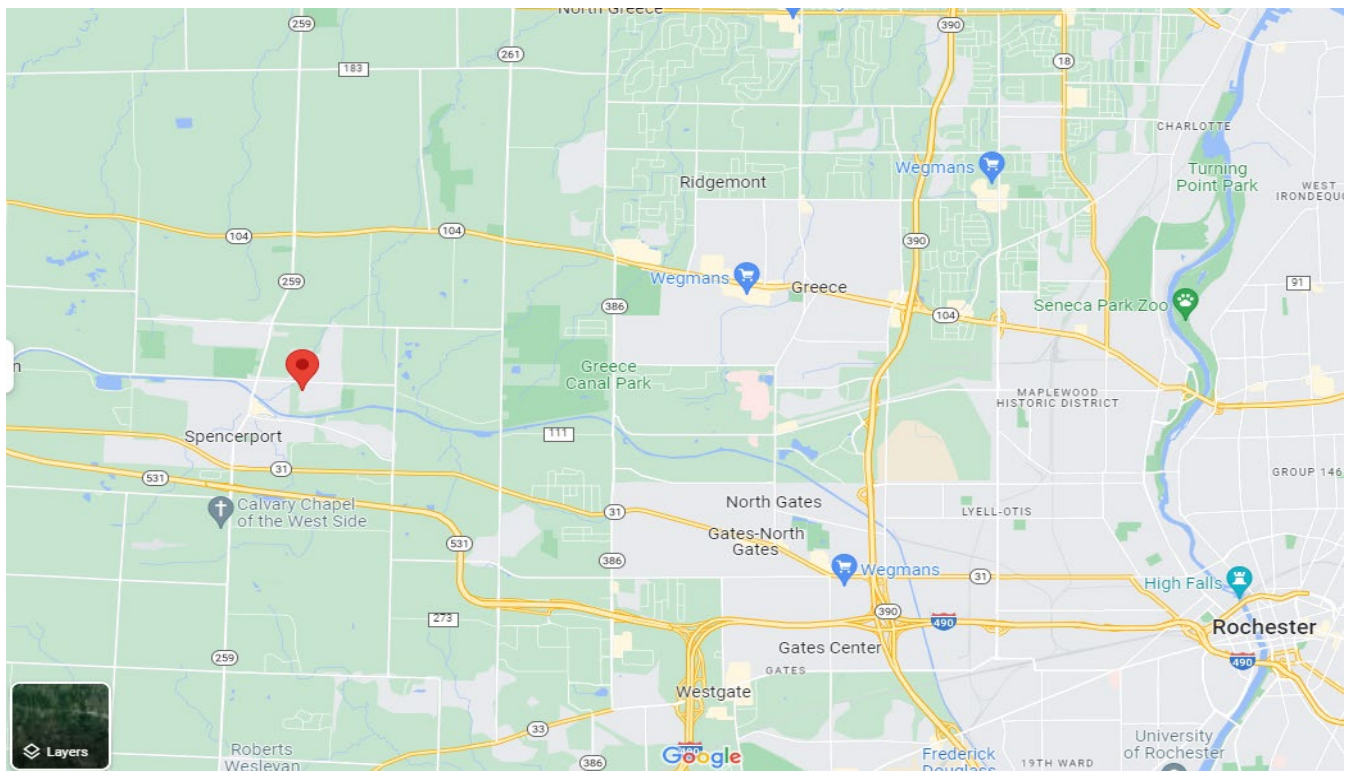 North Greece
259
390
261
183
18
CHARLOTTE
Wegmans
Turning
Point Park
Ridgemont
WEST
IRONDEQUO
104
104
390
259
Wegmans
Greece
91
Seneca Park Zoo
386
104
n
Greece
Canal Park
MAPLEWOOD
HISTORIC DISTRICT
Spencerport
111
31
GROUP 146
531
Calvary Chapel
of the West Side
North Gates
31
LYELL-OTIS
Gates-North
Gates
531
386
Wegmans
31
High Falls
390
273
490
Rochester
Gates Center
259
490
GATES
Westgate
33
Layers
Roberts
Wesleyan
490
Google
386
Frederick
Douglass
19TH WARD
University
of Rochester